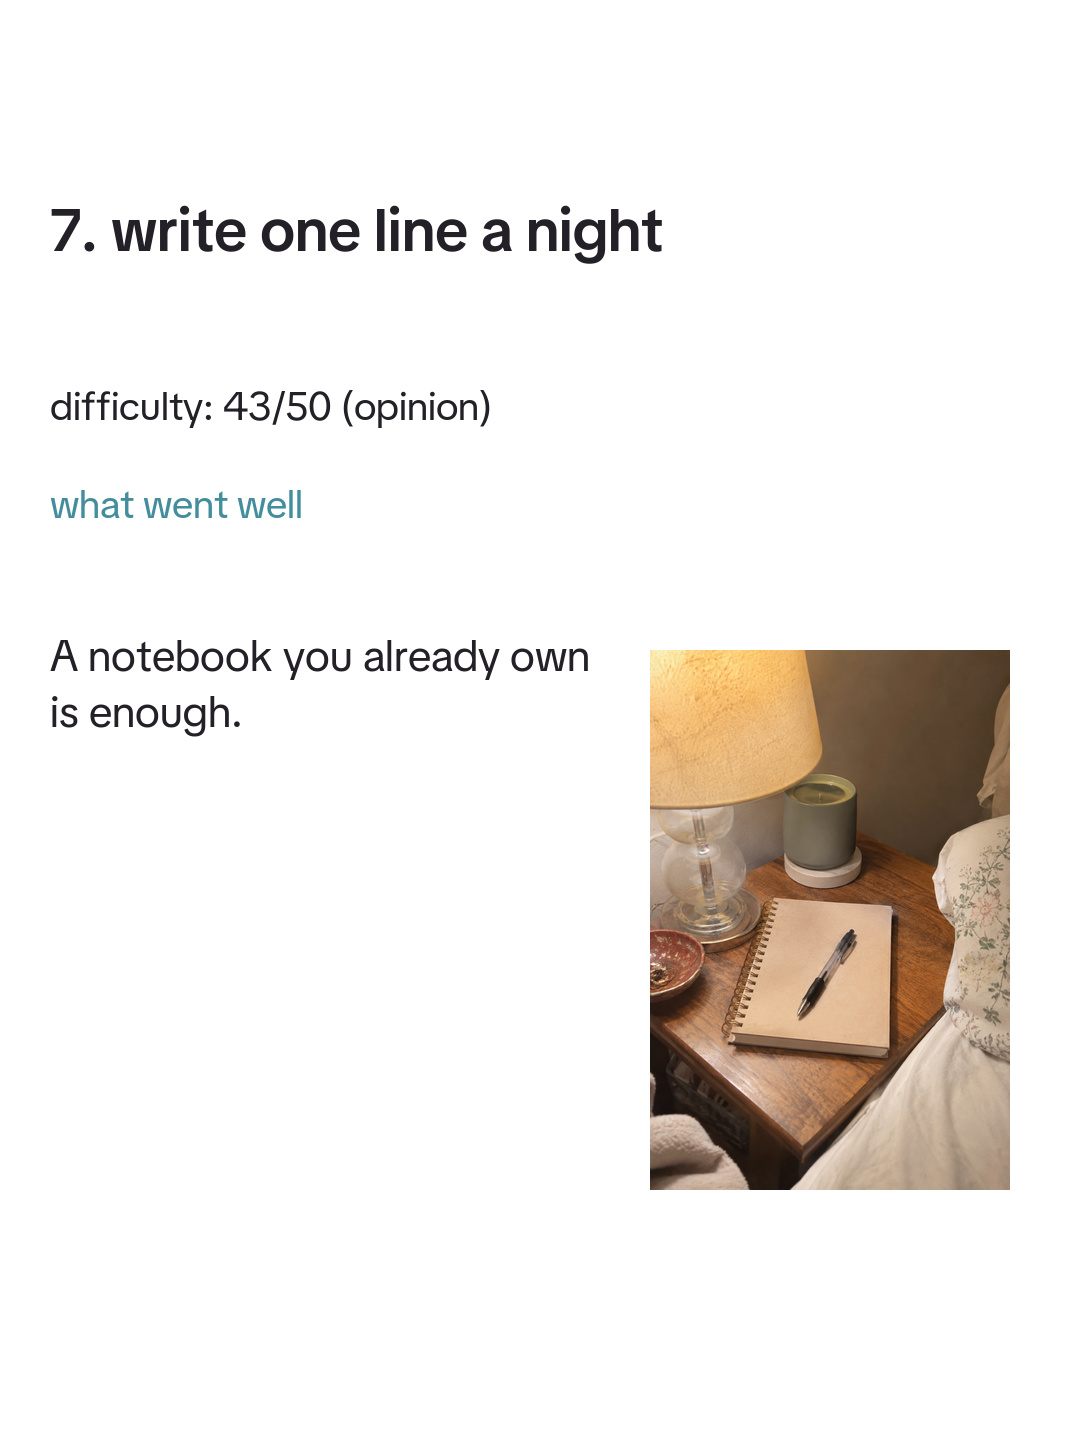 7. write one line a night
difficulty: 43/50 (opinion)
what went well
A notebook you already own
is enough.